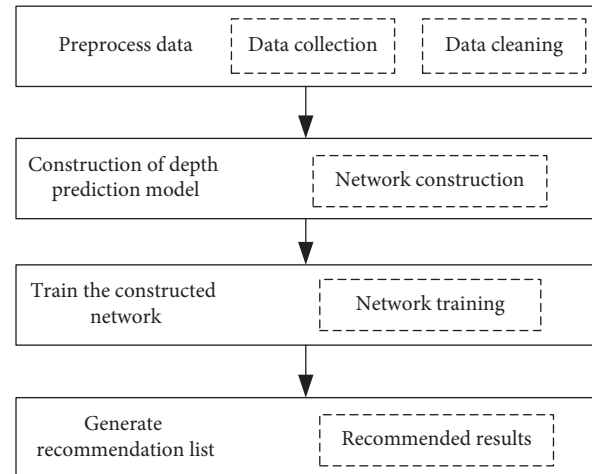 Preprocess data
Data collection
Data cleaning
Construction of depth
prediction model
Network construction
Train the constructed
network
Network training
Generate
recommendation list
Recommended results